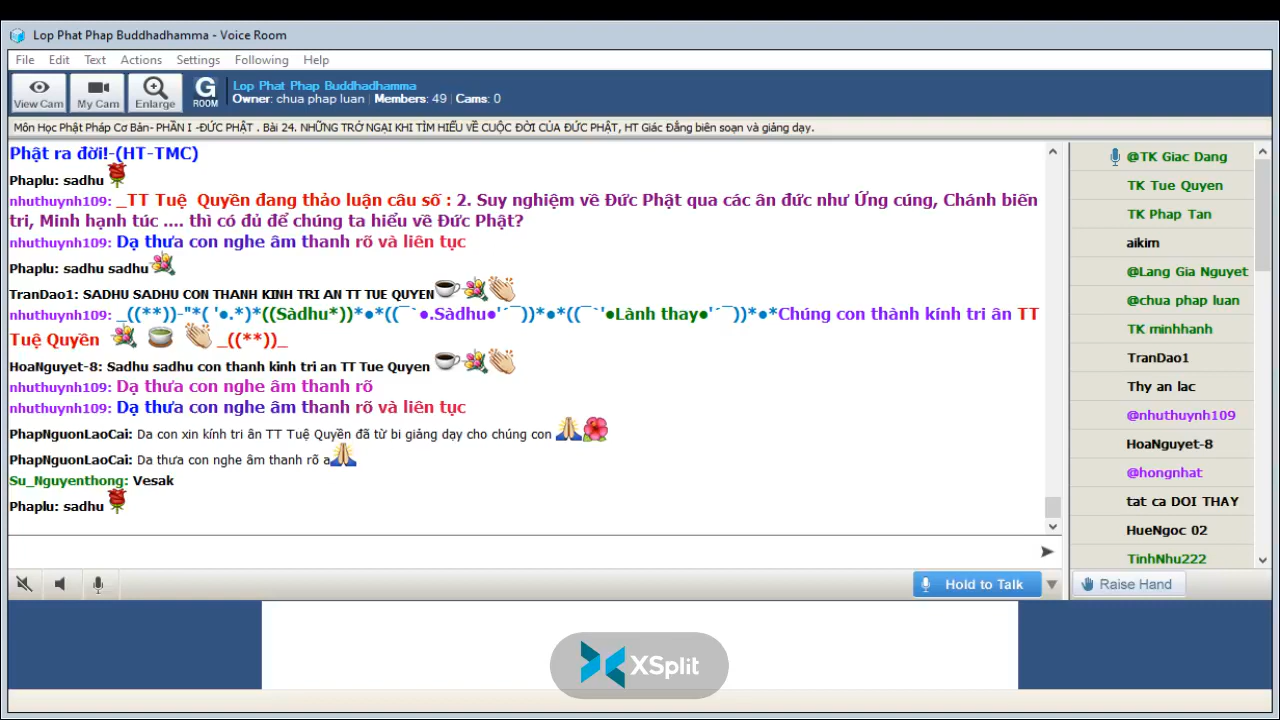 Lop Phat Phap Buddhadhamma - Voice Room
File Edit Text Actions Settings Following Help
View Cam My Cam Enlarge G ROOM
Lop Phat Phap Buddhadhamma
Owner: chua phap luan | Members: 49 | Cams: 0
Môn Học Phật Pháp Cơ Bản- PHẦN I -ĐỨC PHẬT . Bài 24. NHỮNG TRỞ NGẠI KHI TÌM HIỂU VỀ CUỘC ĐỜI CỦA ĐỨC PHẬT, HT Giác Đẳng biên soạn và giảng dạy.
Phật ra đời!-(HT-TMC)
Phaplu: sadhu
nhuthuynh109: _TT Tuệ Quyền đang thảo luận câu số : 2. Suy nghiệm về Đức Phật qua các ân đức như Ứng cúng, Chánh biến
tri, Minh hạnh túc .... thì có đủ để chúng ta hiểu về Đức Phật?
nhuthuynh109: Dạ thưa con nghe âm thanh rõ và liên tục
Phaplu: sadhu sadhu
TranDao1: SADHU SADHU CON THANH KINH TRI AN TT TUE QUYEN
nhuthuynh109: _((**))-"*( '●.*)*((Sàdhu*))*●*((¯`●.Sàdhu●'´¯))*●*((¯`'●Lành thay●'´¯))*●*Chúng con thành kính tri ân TT
Tuệ Quyền _((**))_
HoaNguyet-8: Sadhu sadhu con thanh kinh tri an TT Tue Quyen
nhuthuynh109: Dạ thưa con nghe âm thanh rõ
nhuthuynh109: Dạ thưa con nghe âm thanh rõ và liên tục
PhapNguonLaoCai: Da con xin kính tri ân TT Tuệ Quyền đã từ bi giảng dạy cho chúng con
PhapNguonLaoCai: Da thưa con nghe âm thanh rõ a
Su_Nguyenthong: Vesak
Phaplu: sadhu
@TK Giac Dang
TK Tue Quyen
TK Phap Tan
aikim
@Lang Gia Nguyet
@chua phap luan
TK minhhanh
TranDao1
Thy an lac
@nhuthuynh109
HoaNguyet-8
@hongnhat
tat ca DOI THAY
HueNgoc 02
TinhNhu222
Hold to Talk
Raise Hand
XSplit